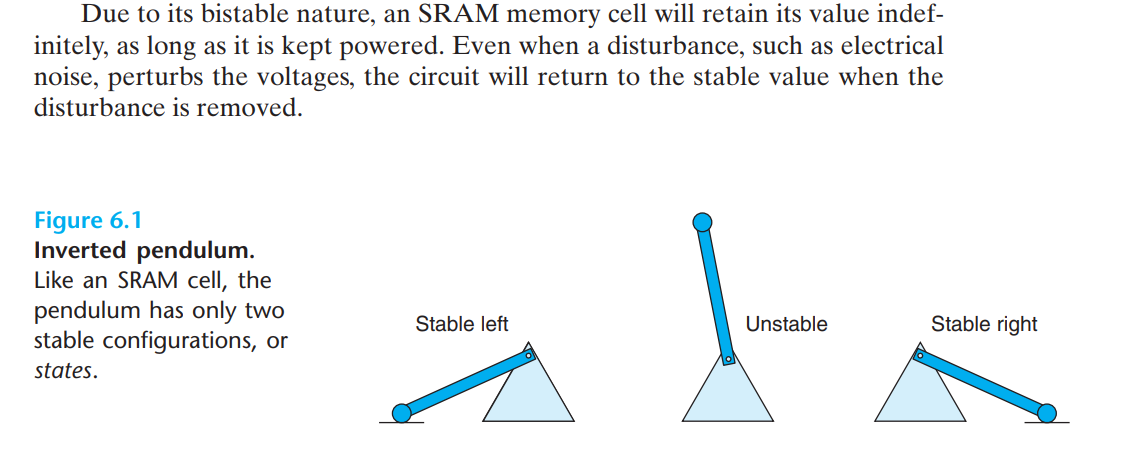 Due to its bistable nature, an SRAM memory cell will retain its value indef-
initely, as long as it is kept powered. Even when a disturbance, such as electrical
noise, perturbs the voltages, the circuit will return to the stable value when the
disturbance is removed.
Figure 6.1
Inverted pendulum.
Like an SRAM cell, the
pendulum has only two
stable configurations, or
states.
Stable left
Unstable
Stable right